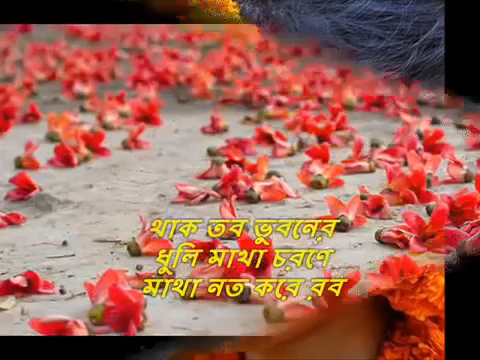 থাক তব ভুবনের
ধুলি মাখা চরণে
মাথা নত করে রব